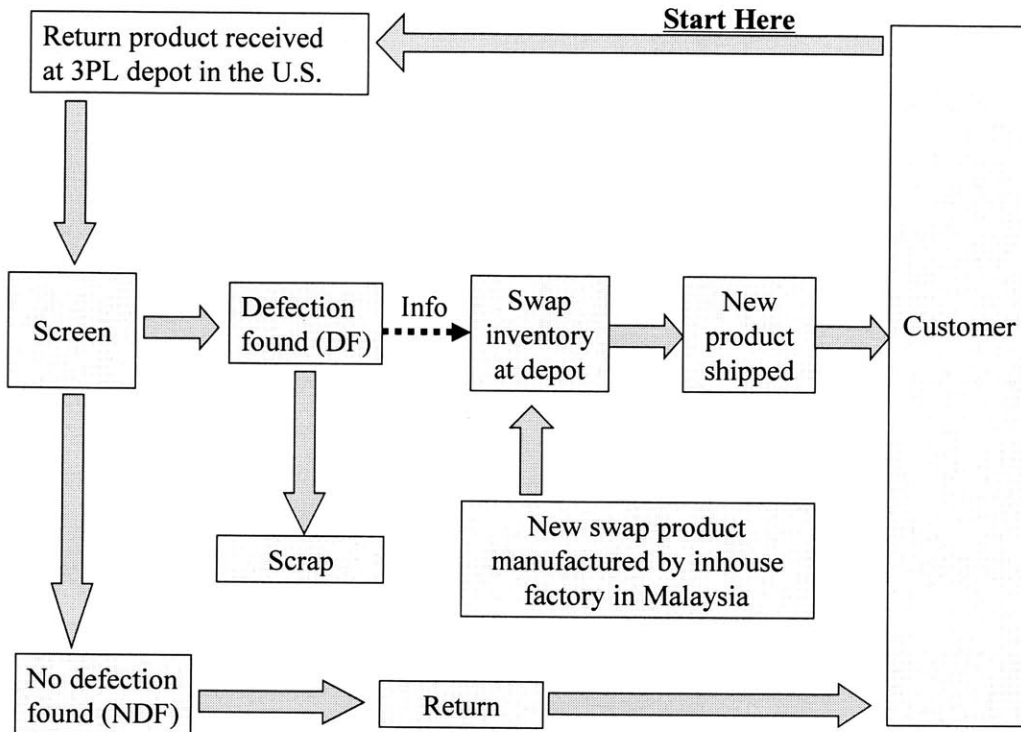 Start Here
Return product received
at 3PL depot in the U.S.
Screen
Defection
found (DF)
Info
Swap
inventory
at depot
New
product
shipped
Customer
Scrap
New swap product
manufactured by inhouse
factory in Malaysia
No defection
found (NDF)
Return